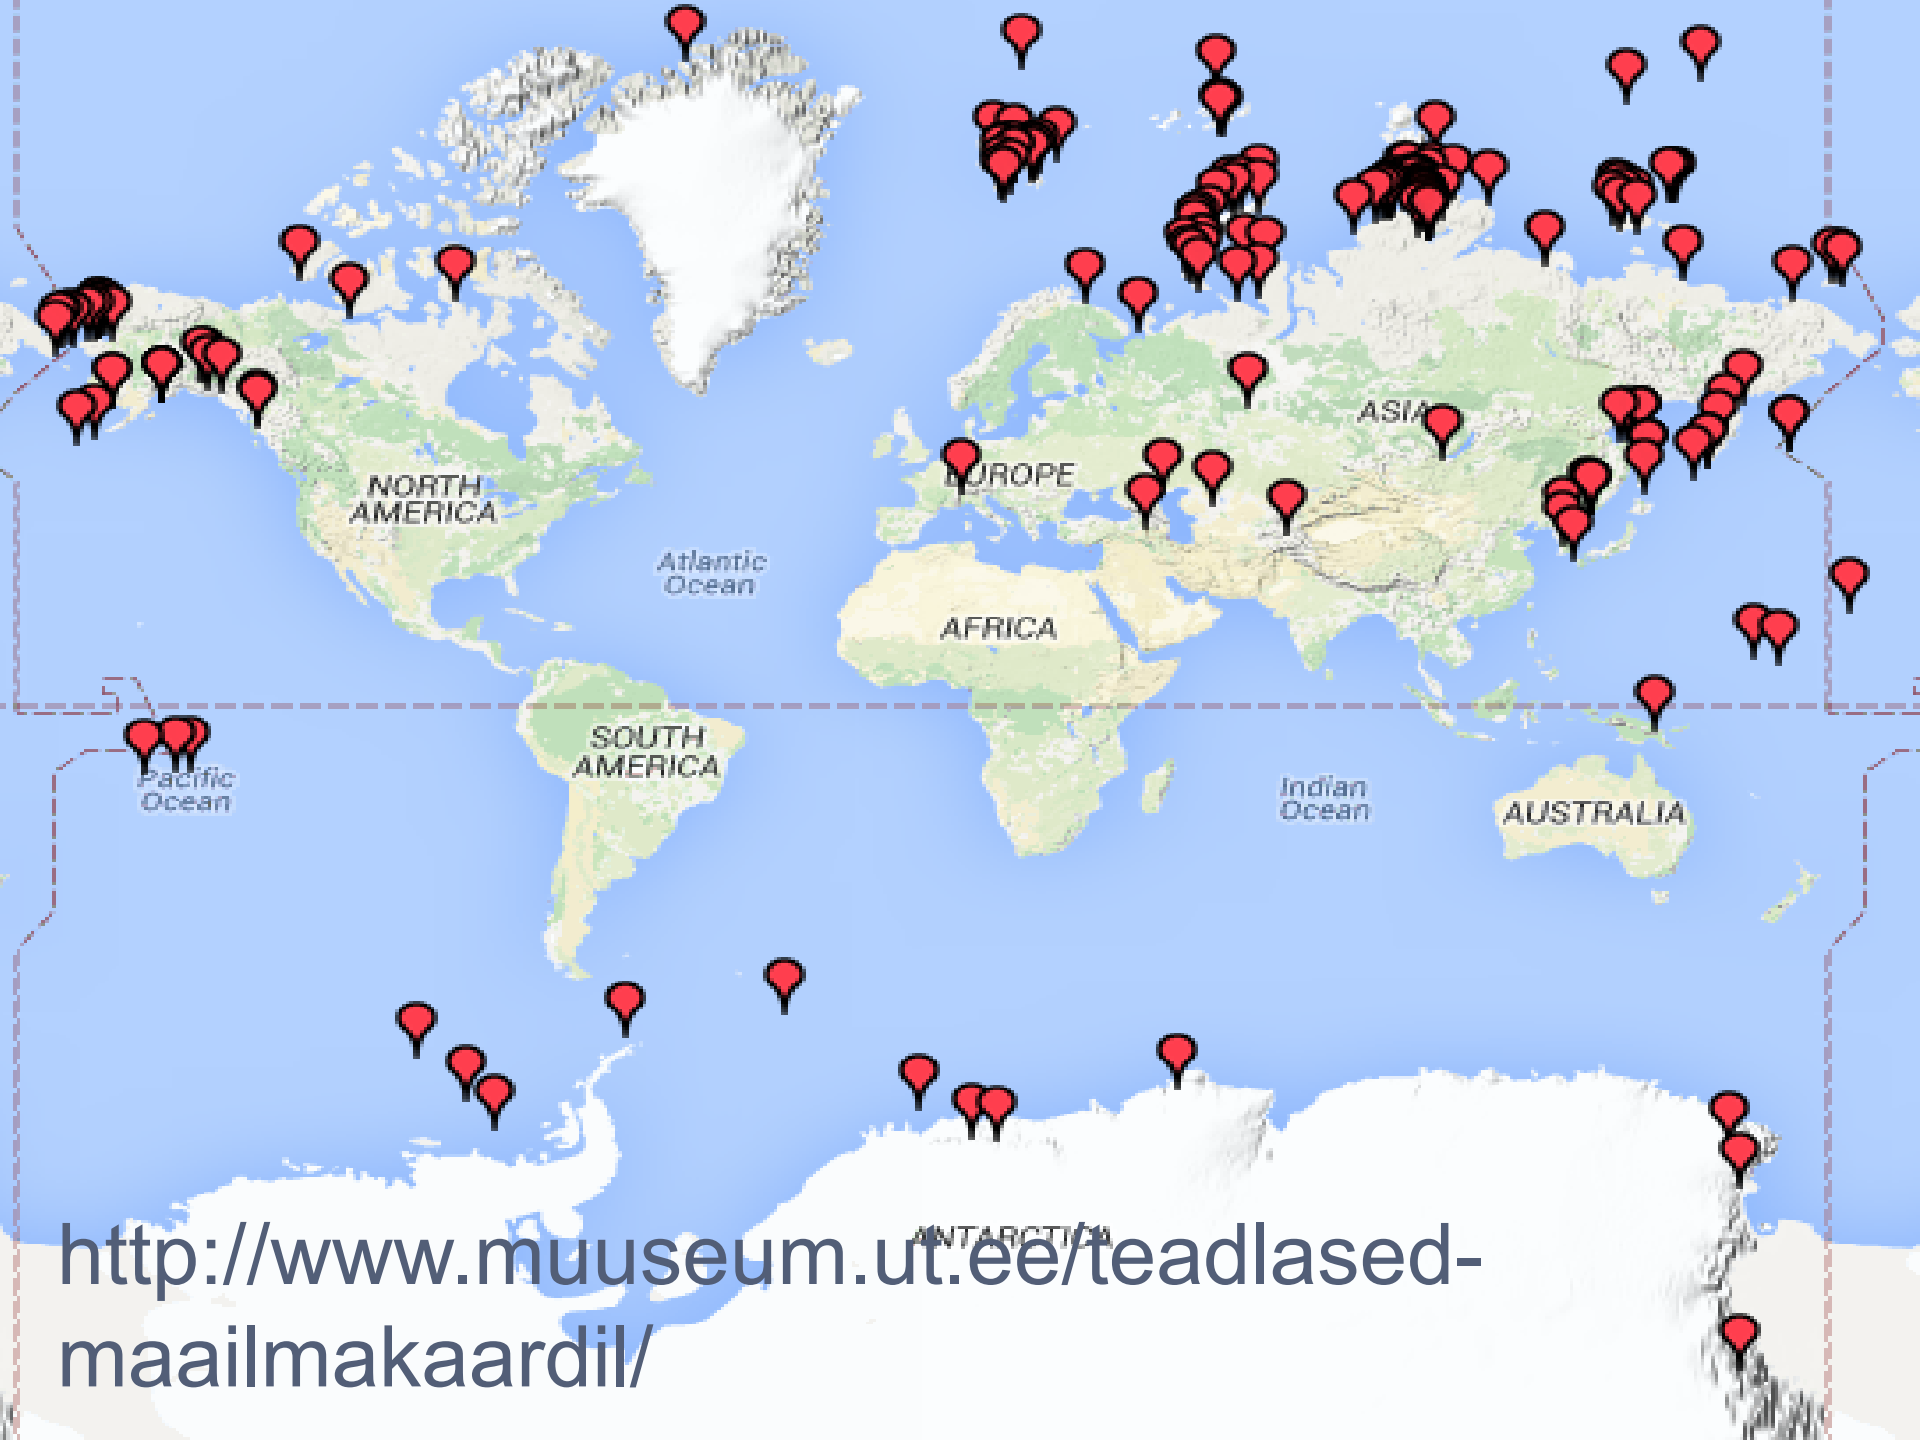 ASIA
EUROPE
NORTH
AMERICA
Atlantic
Ocean
AFRICA
SOUTH
AMERICA
Pacific
Ocean
Indian
Ocean
AUSTRALIA
ANTARCTICA
http://www.muuseum.ut.ee/teadlased-
maailmakaardil/